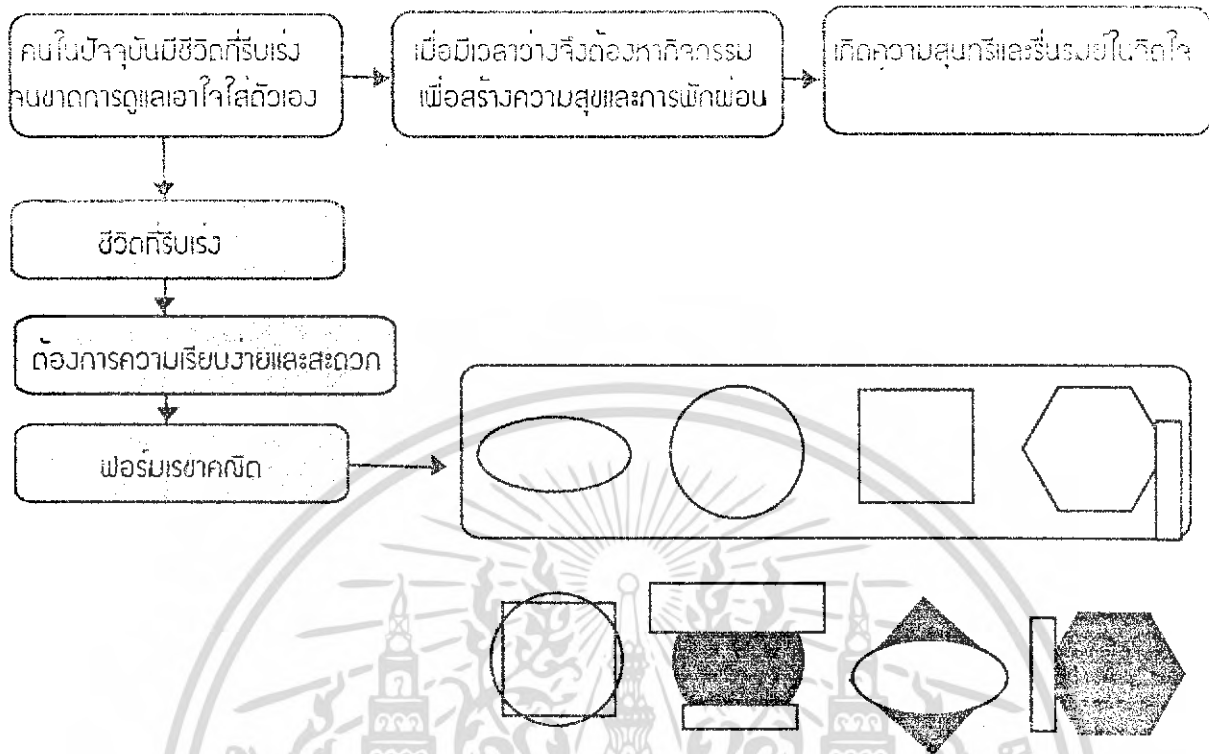 คนในปัจจุบันมีชีวิตที่รีบเร่ง
จนขาดการดูแลเอาใจใส่ตัวเอง
เมื่อมีเวลาว่างจึงต้องหากิจกรรม
เพื่อสร้างความสุขและการพักผ่อน
เกิดความสุนทรีและรื่นรมย์ในจิตใจ
ชีวิตที่รีบเร่ง
ต้องการความเรียบง่ายและสะดวก
ฟอร์มเรขาคณิต